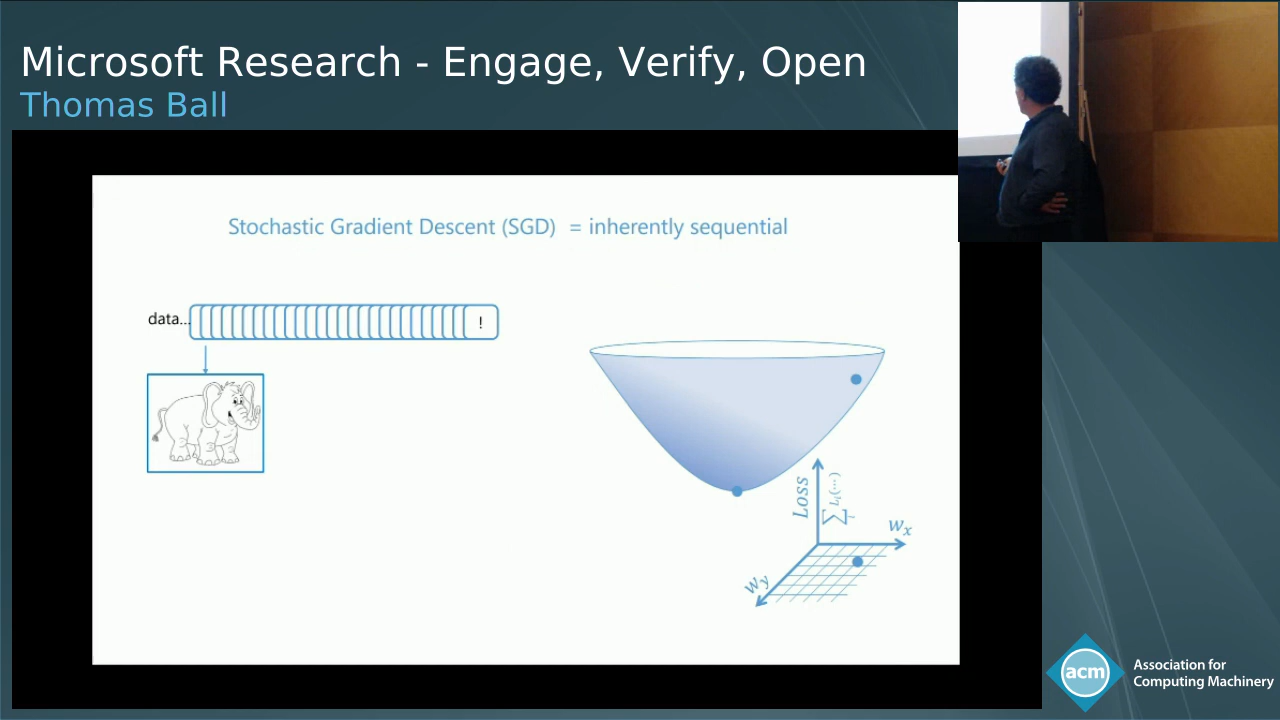 Microsoft Research - Engage, Verify, Open
Thomas Ball
Stochastic Gradient Descent (SGD) = inherently sequential
data...
!
Loss
∑i Li(⋯)
wx
wy
acm
Association for
Computing Machinery